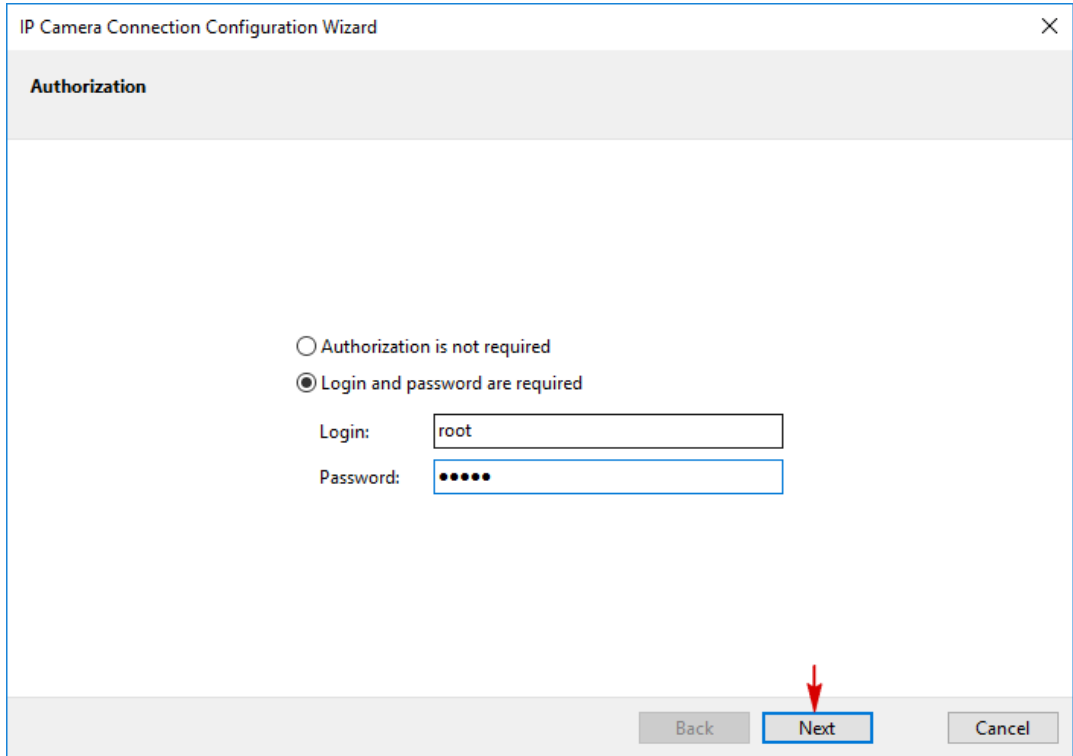 IP Camera Connection Configuration Wizard
Authorization
Authorization is not required
Login and password are required
Login: root
Password: •••••
Back Next Cancel